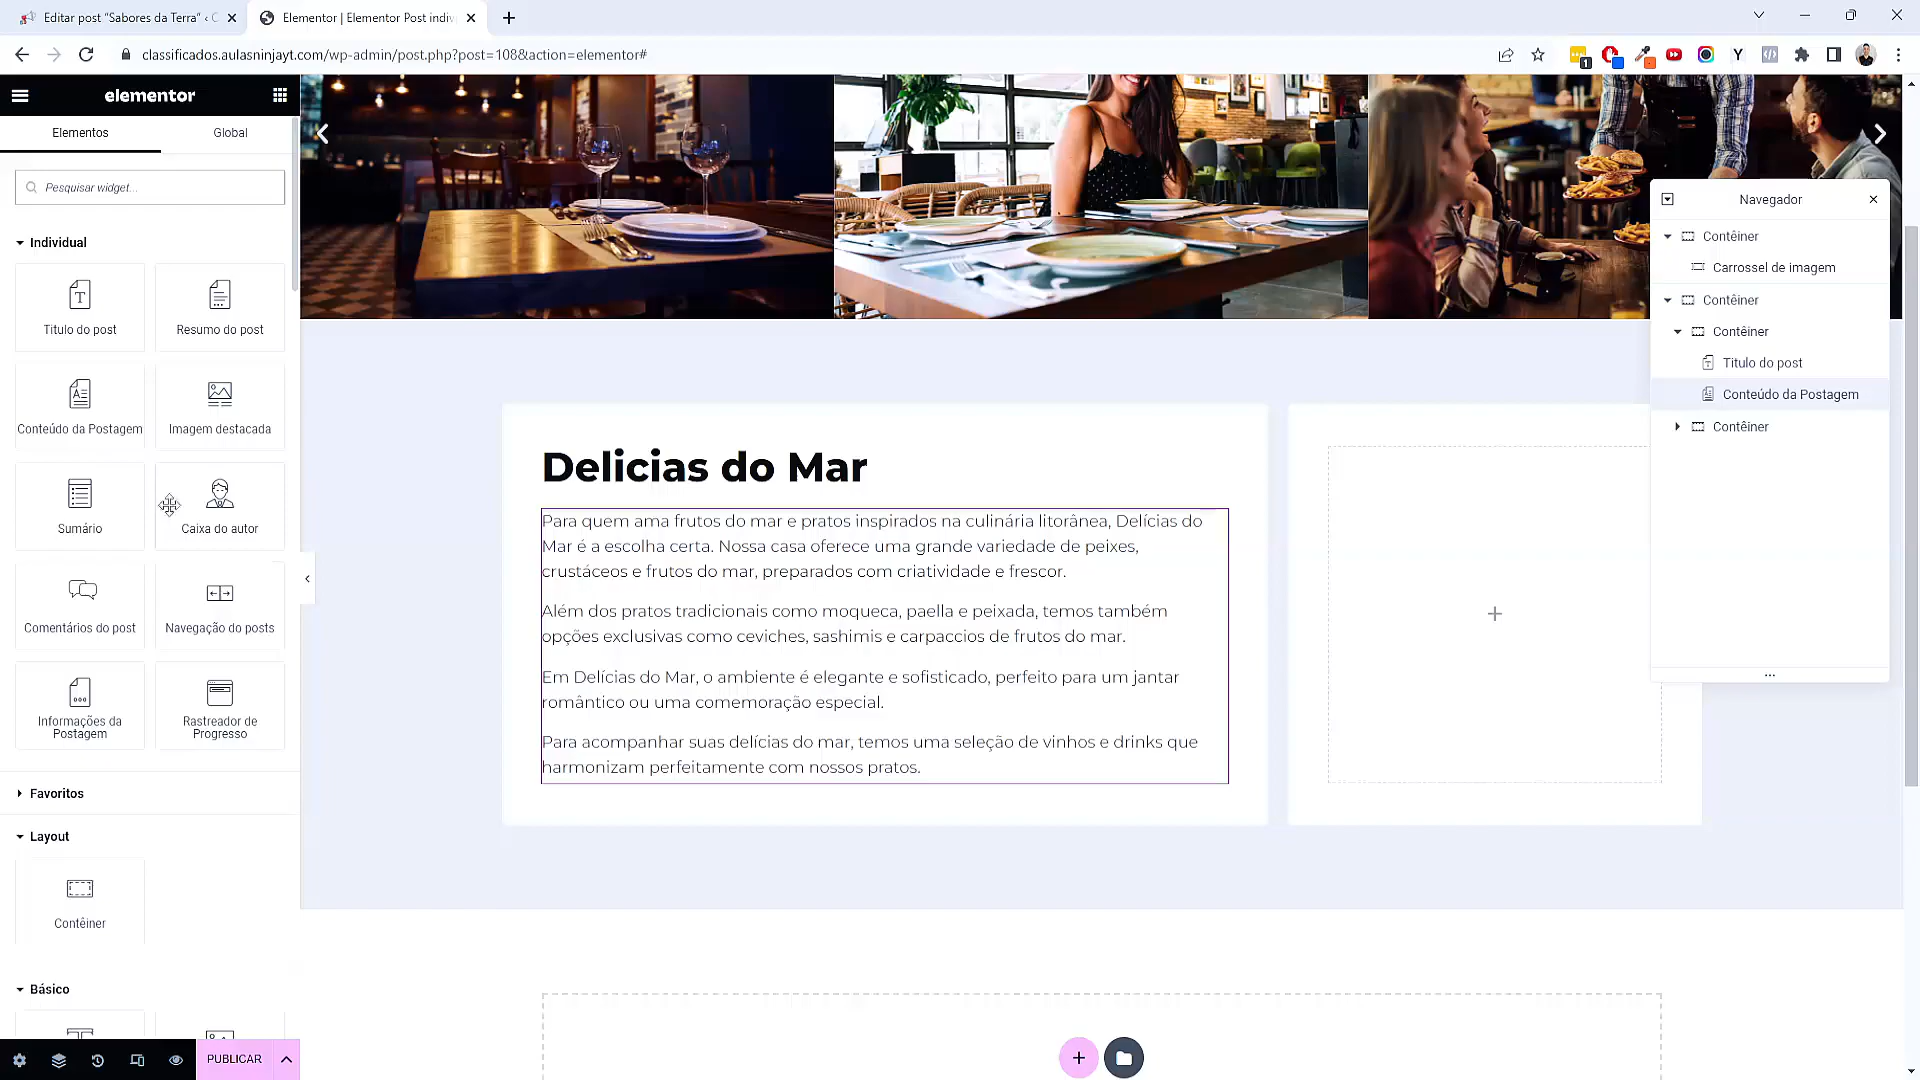 Editar post “Sabores da Terra” ‹ C
Elementor | Elementor Post indiv
classificados.aulasninjayt.com/wp-admin/post.php?post=108&action=elementor#
1
Y
elementor
Elementos
Global
Pesquisar widget...
Individual
Titulo do post
Resumo do post
Conteúdo da Postagem
Imagem destacada
Sumário
Caixa do autor
Comentários do post
Navegação do posts
Informações da
Postagem
Rastreador de
Progresso
Favoritos
Layout
Contêiner
Básico
PUBLICAR
Delicias do Mar
Para quem ama frutos do mar e pratos inspirados na culinária litorânea, Delícias do
Mar é a escolha certa. Nossa casa oferece uma grande variedade de peixes,
crustáceos e frutos do mar, preparados com criatividade e frescor.
Além dos pratos tradicionais como moqueca, paella e peixada, temos também
opções exclusivas como ceviches, sashimis e carpaccios de frutos do mar.
Em Delícias do Mar, o ambiente é elegante e sofisticado, perfeito para um jantar
romântico ou uma comemoração especial.
Para acompanhar suas delícias do mar, temos uma seleção de vinhos e drinks que
harmonizam perfeitamente com nossos pratos.
Navegador
Contêiner
Carrossel de imagem
Contêiner
Contêiner
Titulo do post
Conteúdo da Postagem
Contêiner